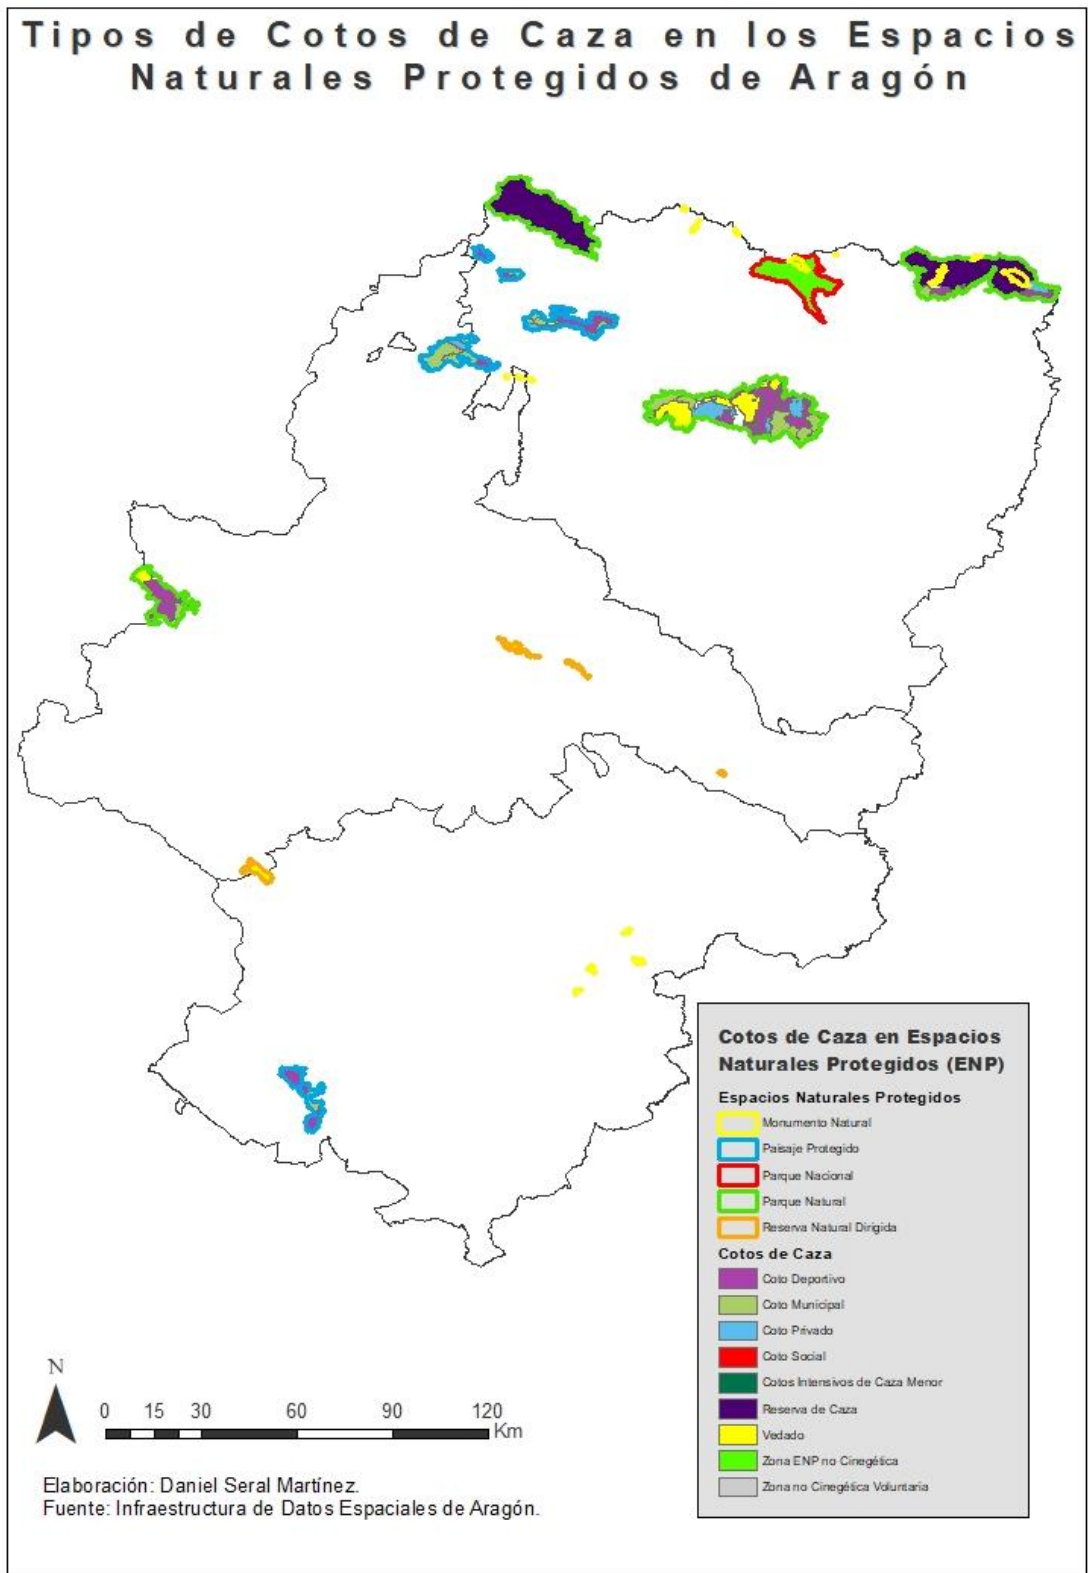 Tipos de Cotos de Caza en los Espacios
Naturales Protegidos de Aragón
Cotos de Caza en Espacios
Naturales Protegidos (ENP)
Espacios Naturales Protegidos
Monumento Natural
Paisaje Protegido
Parque Nacional
Parque Natural
Reserva Natural Dirigida
Cotos de Caza
Coto Deportivo
Coto Municipal
Coto Privado
Coto Social
Cotos Intensivos de Caza Menor
Reserva de Caza
Vedado
Zona ENP no Cinegética
Zona no Cinegética Voluntaria
N
0 15 30 60 90 120
Km
Elaboración: Daniel Seral Martínez.
Fuente: Infraestructura de Datos Espaciales de Aragón.